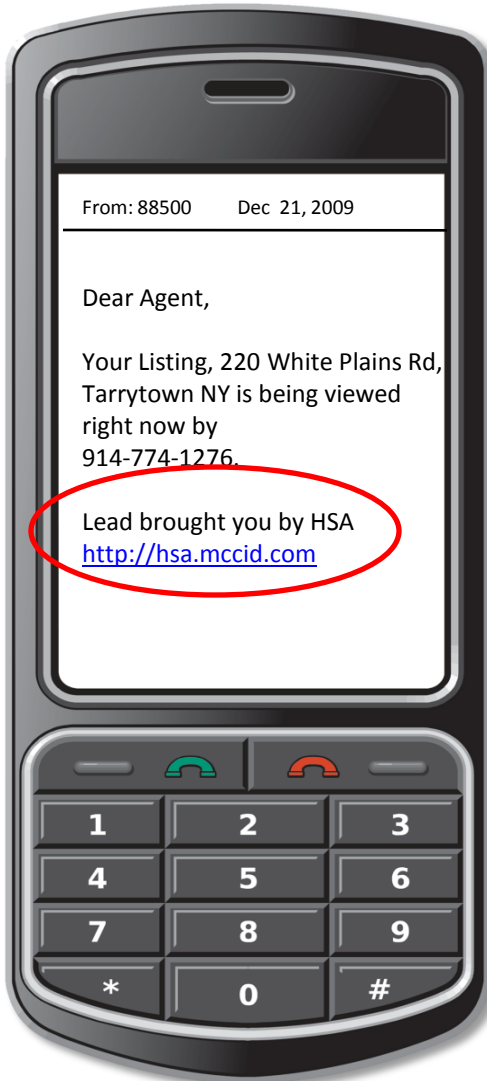 From: 88500 Dec 21, 2009
Dear Agent,
Your Listing, 220 White Plains Rd,
Tarrytown NY is being viewed
right now by
914-774-1276.
Lead brought you by HSA
http://hsa.mccid.com
1 2 3
4 5 6
7 8 9
* 0 #